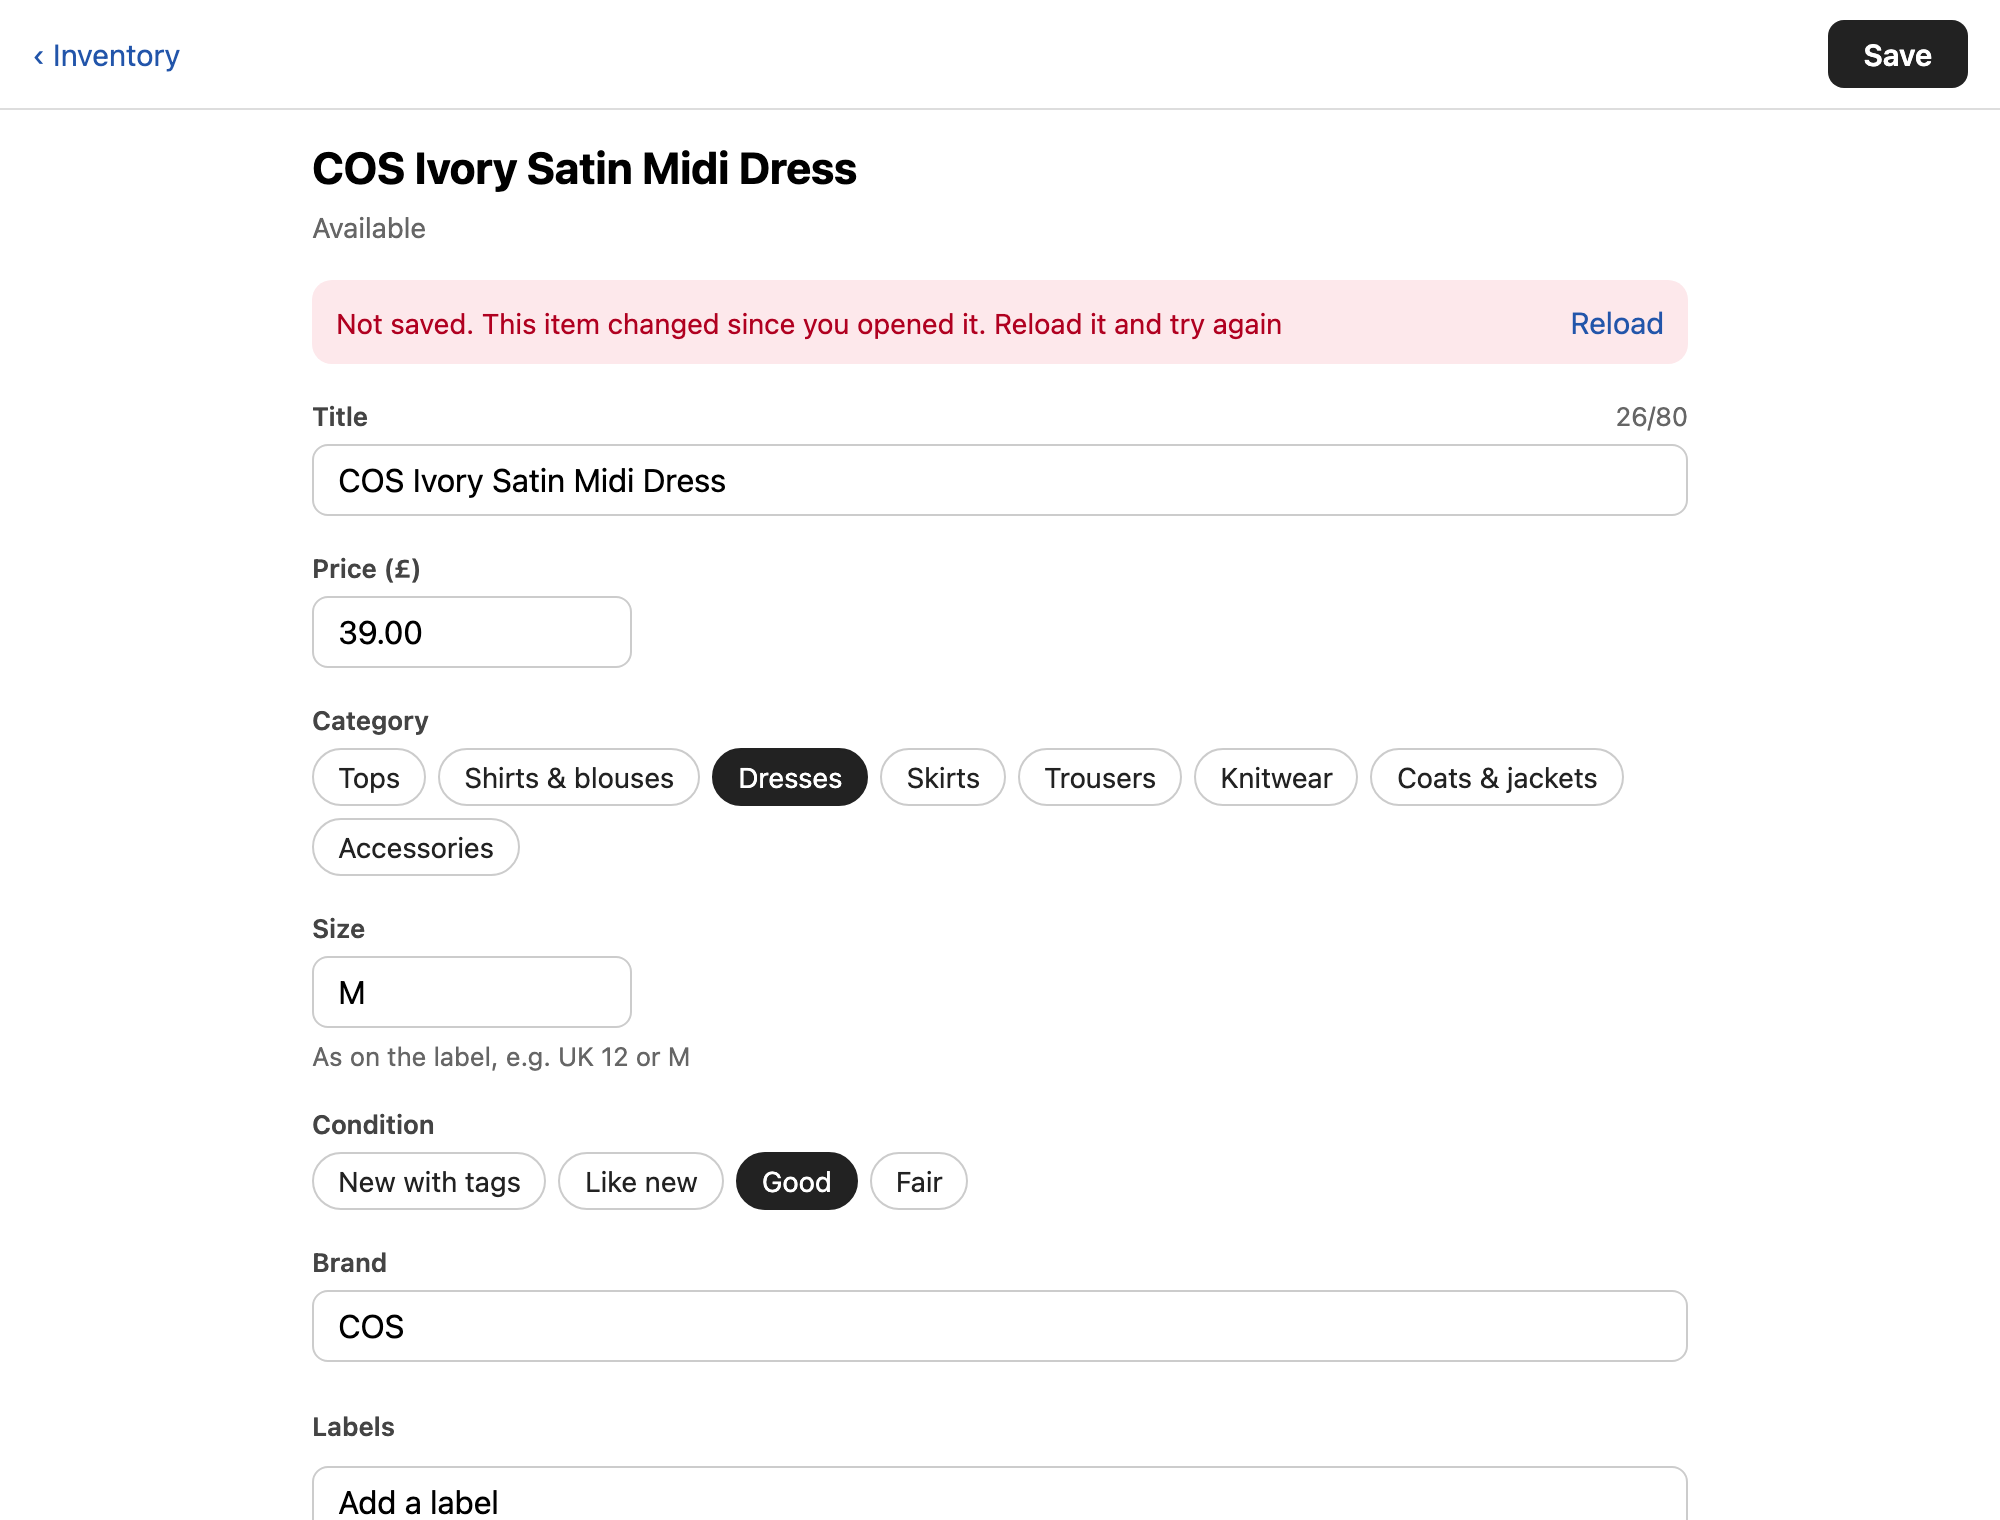 ‹ Inventory
Save
COS Ivory Satin Midi Dress
Available
Not saved. This item changed since you opened it. Reload it and try again
Reload
Title
26/80
COS Ivory Satin Midi Dress
Price (£)
39.00
Category
Tops
Shirts & blouses
Dresses
Skirts
Trousers
Knitwear
Coats & jackets
Accessories
Size
M
As on the label, e.g. UK 12 or M
Condition
New with tags
Like new
Good
Fair
Brand
COS
Labels
Add a label